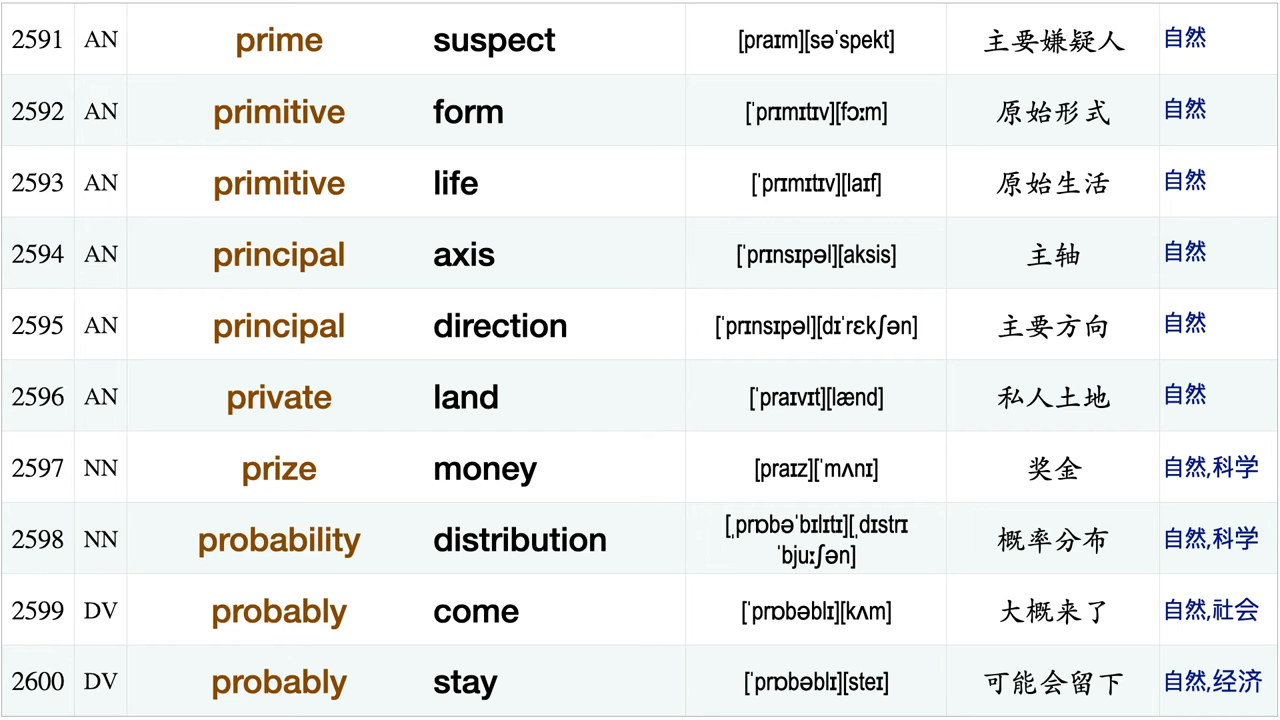 2591 AN prime suspect [praɪm][səˈspekt] 主要嫌疑人 自然
2592 AN primitive form [ˈprɪmɪtɪv][fɔːm] 原始形式 自然
2593 AN primitive life [ˈprɪmɪtɪv][laɪf] 原始生活 自然
2594 AN principal axis [ˈprɪnsɪpəl][aksis] 主轴 自然
2595 AN principal direction [ˈprɪnsɪpəl][dɪˈrɛkʃən] 主要方向 自然
2596 AN private land [ˈpraɪvɪt][lænd] 私人土地 自然
2597 NN prize money [praɪz][ˈmʌnɪ] 奖金 自然,科学
2598 NN probability distribution [ˌprɒbəˈbɪlɪtɪ][ˌdɪstrɪ
ˈbjuːʃən] 概率分布 自然,科学
2599 DV probably come [ˈprɒbəblɪ][kʌm] 大概来了 自然,社会
2600 DV probably stay [ˈprɒbəblɪ][steɪ] 可能会留下 自然,经济